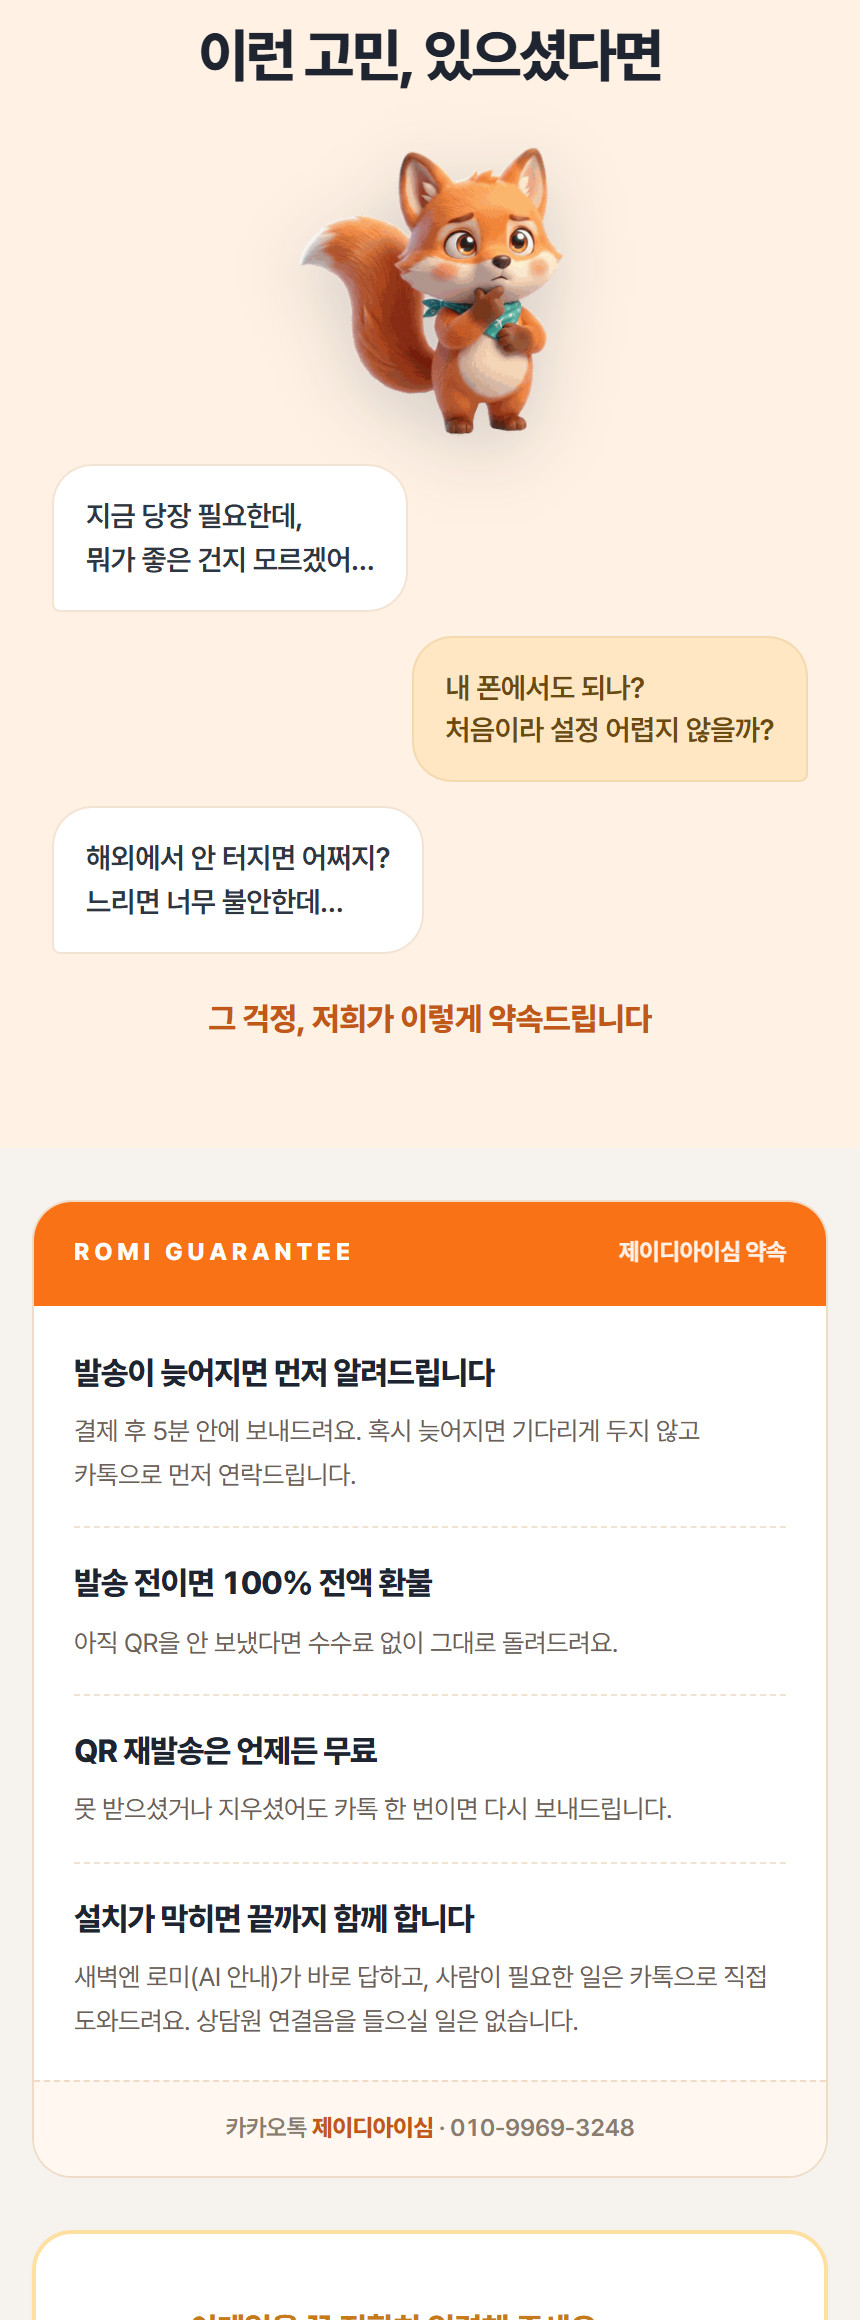 이런 고민, 있으셨다면
지금 당장 필요한데,
뭐가 좋은 건지 모르겠어...
내 폰에서도 되나?
처음이라 설정 어렵지 않을까?
해외에서 안 터지면 어쩌지?
느리면 너무 불안한데...
그 걱정, 저희가 이렇게 약속드립니다
ROMI GUARANTEE
제이디아이심 약속
발송이 늦어지면 먼저 알려드립니다
결제 후 5분 안에 보내드려요. 혹시 늦어지면 기다리게 두지 않고
카톡으로 먼저 연락드립니다.
발송 전이면 100% 전액 환불
아직 QR을 안 보냈다면 수수료 없이 그대로 돌려드려요.
QR 재발송은 언제든 무료
못 받으셨거나 지우셨어도 카톡 한 번이면 다시 보내드립니다.
설치가 막히면 끝까지 함께 합니다
새벽엔 로미(AI 안내)가 바로 답하고, 사람이 필요한 일은 카톡으로 직접
도와드려요. 상담원 연결음을 들으실 일은 없습니다.
카카오톡 제이디아이심 · 010-9969-3248